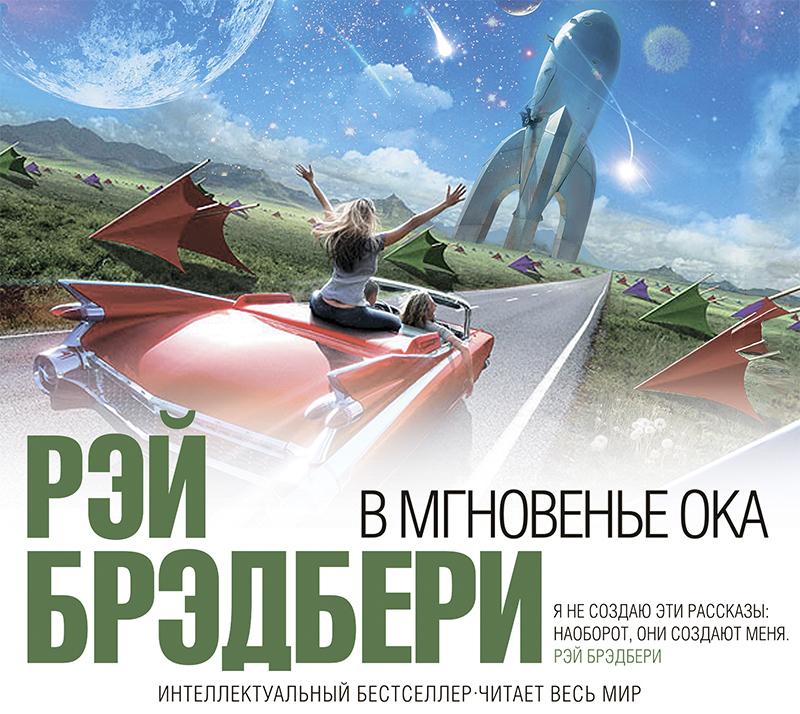 РЭЙ
БРЭДБЕРИ
В МГНОВЕНЬЕ ОКА
Я НЕ СОЗДАЮ ЭТИ РАССКАЗЫ:
НАОБОРОТ, ОНИ СОЗДАЮТ МЕНЯ.
РЭЙ БРЭДБЕРИ
ИНТЕЛЛЕКТУАЛЬНЫЙ БЕСТСЕЛЛЕР·ЧИТАЕТ ВЕСЬ МИР